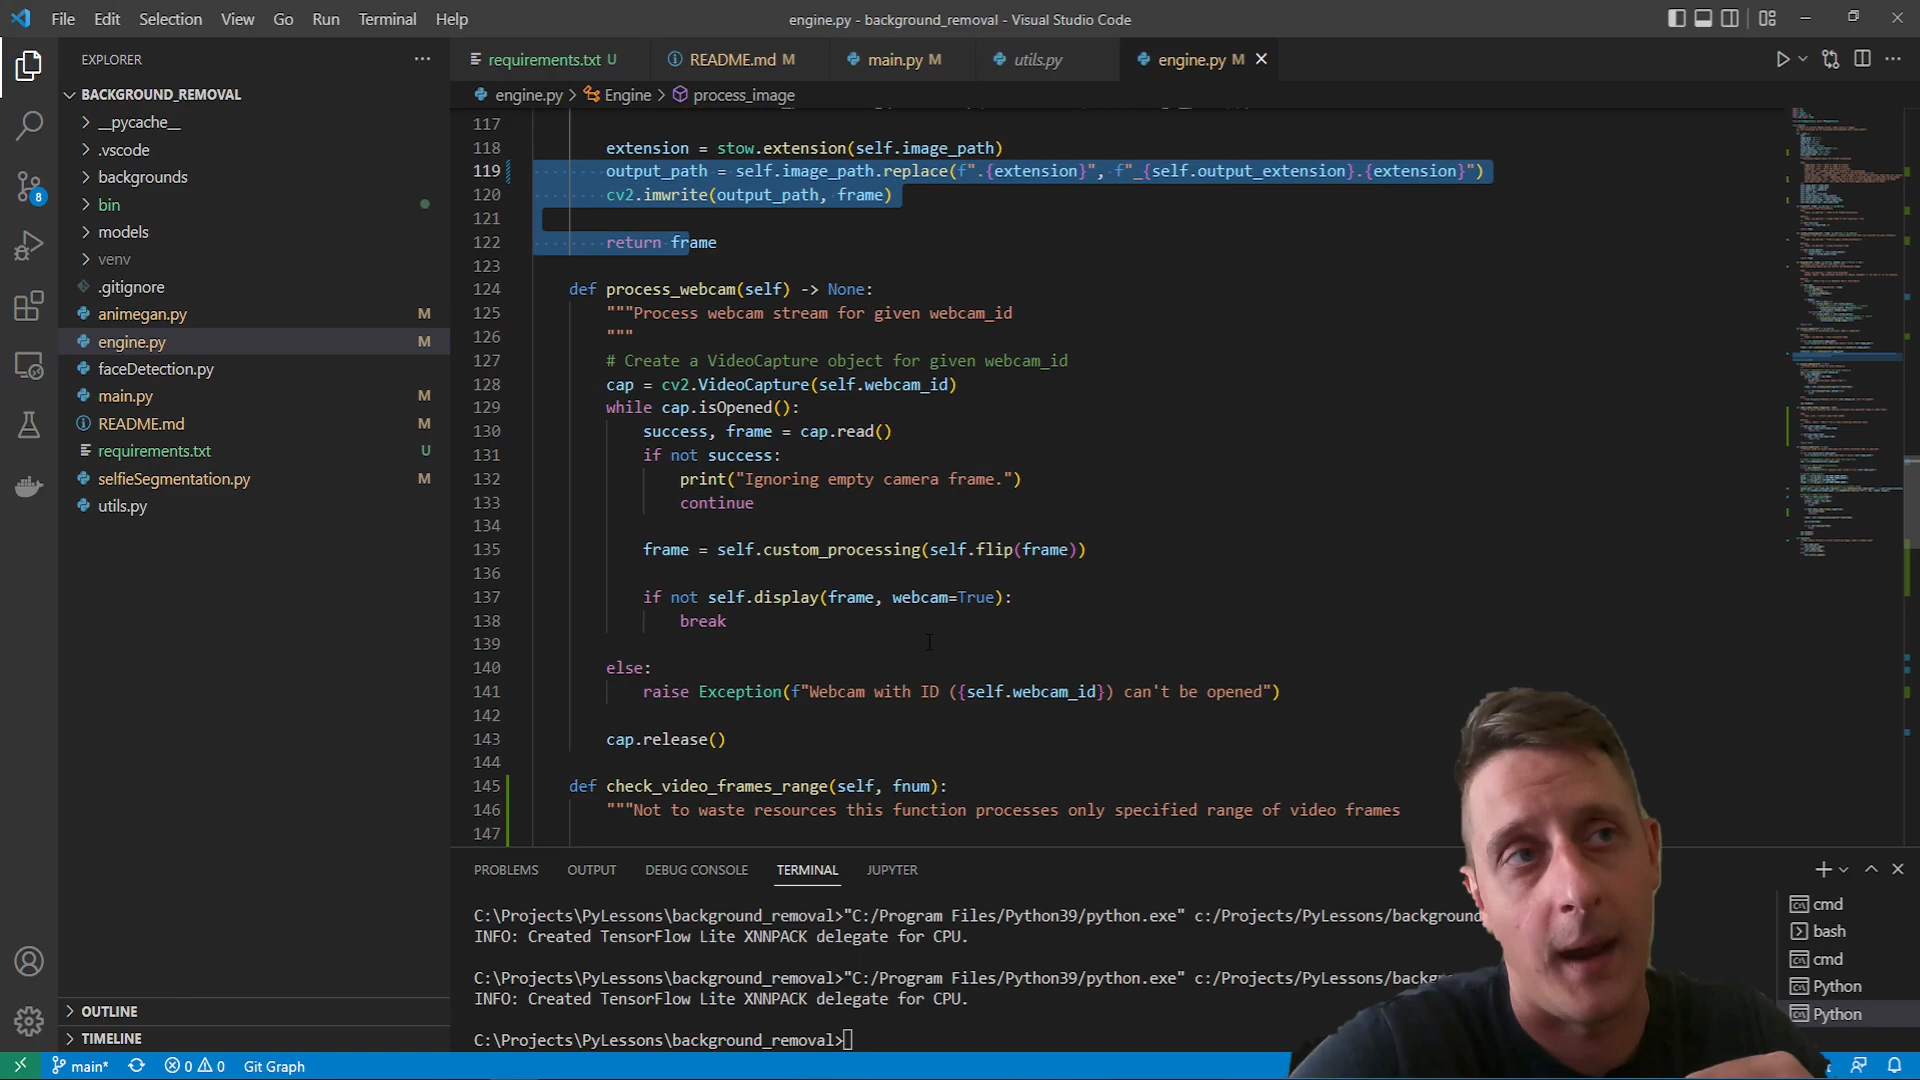 File Edit Selection View Go Run Terminal Help
engine.py - background_removal - Visual Studio Code
EXPLORER
BACKGROUND_REMOVAL
__pycache__
.vscode
backgrounds
bin
models
venv
.gitignore
animegan.py M
engine.py M
faceDetection.py
main.py M
README.md M
requirements.txt U
selfieSegmentation.py M
utils.py
OUTLINE
TIMELINE
requirements.txt U README.md M main.py M utils.py engine.py M
engine.py > Engine > process_image
117
118 extension = stow.extension(self.image_path)
119 output_path = self.image_path.replace(f".{extension}", f"_{self.output_extension}.{extension}")
120 cv2.imwrite(output_path, frame)
121
122 return frame
123
124 def process_webcam(self) -> None:
125 """Process webcam stream for given webcam_id
126 """
127 # Create a VideoCapture object for given webcam_id
128 cap = cv2.VideoCapture(self.webcam_id)
129 while cap.isOpened():
130 success, frame = cap.read()
131 if not success:
132 print("Ignoring empty camera frame.")
133 continue
134
135 frame = self.custom_processing(self.flip(frame))
136
137 if not self.display(frame, webcam=True):
138 break
139
140 else:
141 raise Exception(f"Webcam with ID ({self.webcam_id}) can't be opened")
142
143 cap.release()
144
145 def check_video_frames_range(self, fnum):
146 """Not to waste resources this function processes only specified range of video frames
147
PROBLEMS OUTPUT DEBUG CONSOLE TERMINAL JUPYTER
C:\Projects\PyLessons\background_removal>"C:/Program Files/Python39/python.exe" c:/Projects/PyLessons/background
INFO: Created TensorFlow Lite XNNPACK delegate for CPU.
C:\Projects\PyLessons\background_removal>"C:/Program Files/Python39/python.exe" c:/Projects/PyLessons/backg
INFO: Created TensorFlow Lite XNNPACK delegate for CPU.
C:\Projects\PyLessons\background_removal>
cmd
bash
cmd
Python
Python
8
main* 0 0 Git Graph